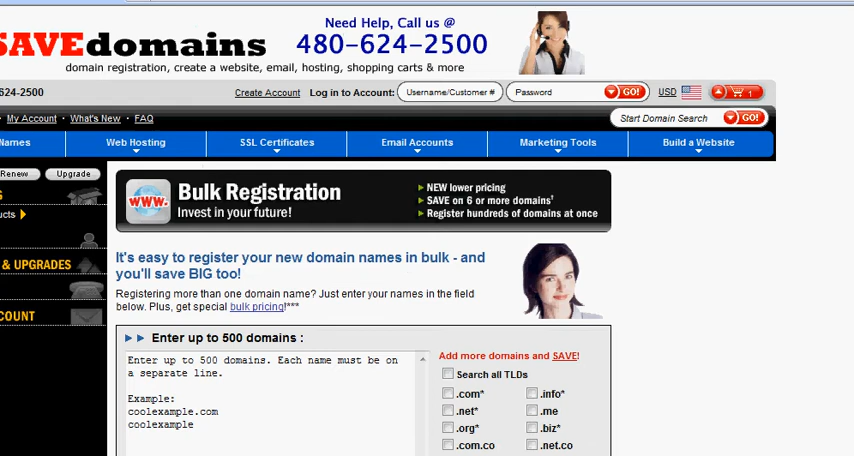 Need Help, Call us @
SAVEdomains
480-624-2500
domain registration, create a website, email, hosting, shopping carts & more
624-2500
Create Account
Log in to Account:
Username/Customer #
Password
GO!
USD
1
My Account
What's New
FAQ
Start Domain Search
GO!
Names
Web Hosting
SSL Certificates
Email Accounts
Marketing Tools
Build a Website
Renew
Upgrade
www.
Bulk Registration
Invest in your future!
NEW lower pricing
SAVE on 6 or more domains†
Register hundreds of domains at once
G
ucts
& UPGRADES
COUNT
It's easy to register your new domain names in bulk - and
you'll save BIG too!
Registering more than one domain name? Just enter your names in the field
below. Plus, get special bulk pricing!***
Enter up to 500 domains :
Enter up to 500 domains. Each name must be on
a separate line.
Example:
coolexample.com
coolexample
Add more domains and SAVE!
Search all TLDs
.com*
.info*
.net*
.me
.org*
.biz*
.com.co
.net.co